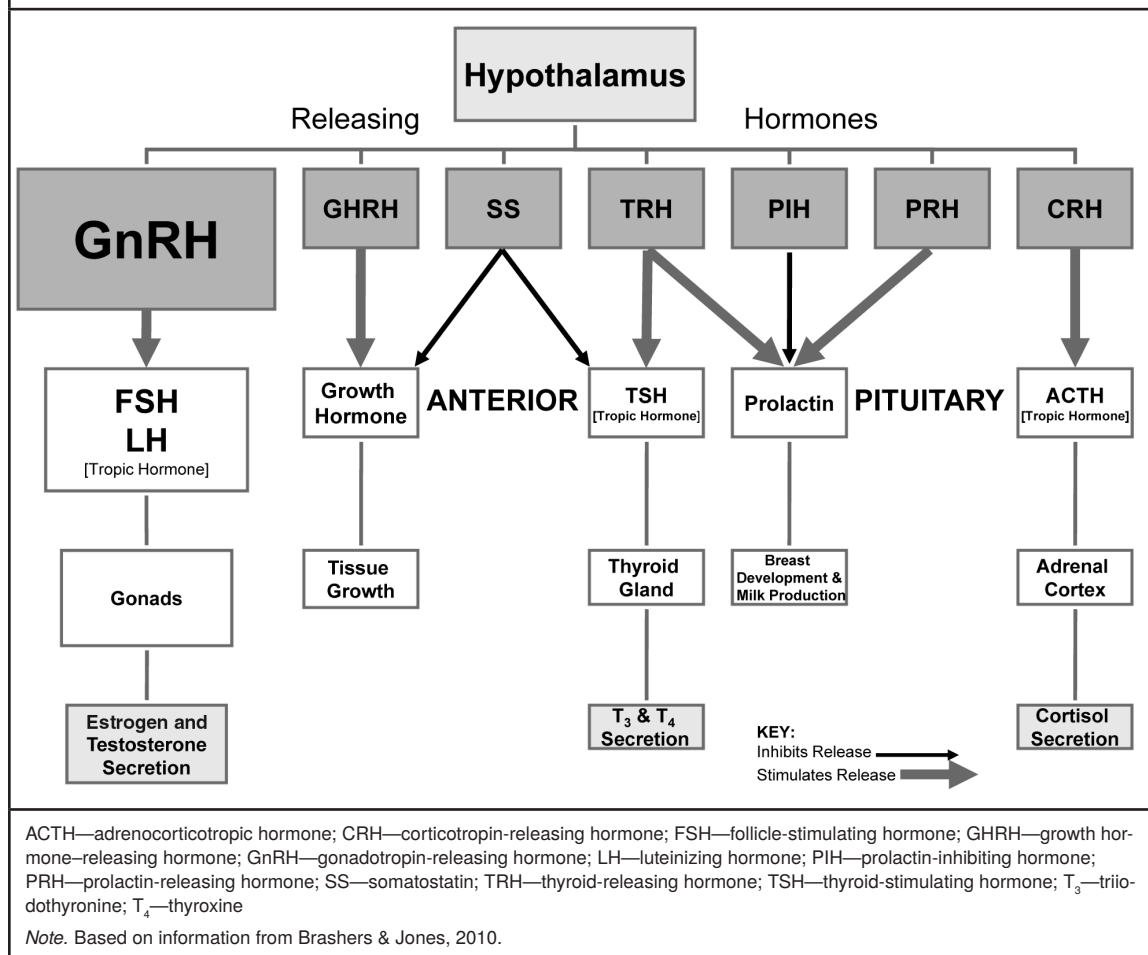 Hypothalamus
Releasing Hormones
GnRH
GHRH
SS
TRH
PIH
PRH
CRH
FSH
LH
[Tropic Hormone]
Growth
Hormone
ANTERIOR
TSH
[Tropic Hormone]
Prolactin
PITUITARY
ACTH
[Tropic Hormone]
Gonads
Tissue
Growth
Thyroid
Gland
Breast
Development &
Milk Production
Adrenal
Cortex
Estrogen and
Testosterone
Secretion
T3 & T4
Secretion
KEY:
Inhibits Release
Stimulates Release
Cortisol
Secretion
ACTH—adrenocorticotropic hormone; CRH—corticotropin-releasing hormone; FSH—follicle-stimulating hormone; GHRH—growth hor-
mone–releasing hormone; GnRH—gonadotropin-releasing hormone; LH—luteinizing hormone; PIH—prolactin-inhibiting hormone;
PRH—prolactin-releasing hormone; SS—somatostatin; TRH—thyroid-releasing hormone; TSH—thyroid-stimulating hormone; T3—triio-
dothyronine; T4—thyroxine
Note. Based on information from Brashers & Jones, 2010.